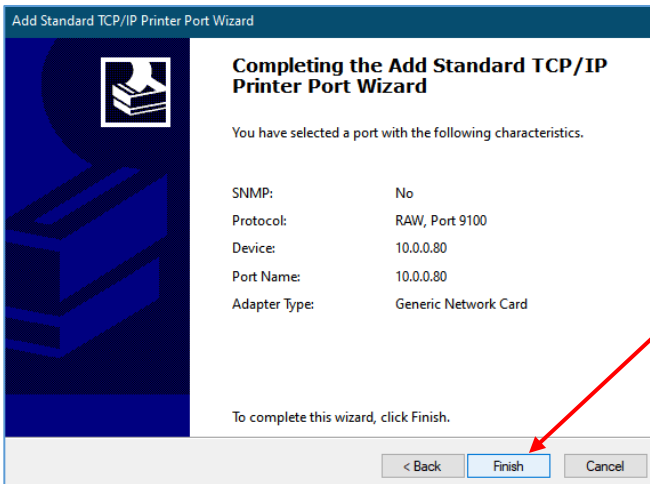 Add Standard TCP/IP Printer Port Wizard
Completing the Add Standard TCP/IP
Printer Port Wizard
You have selected a port with the following characteristics.
SNMP: No
Protocol: RAW, Port 9100
Device: 10.0.0.80
Port Name: 10.0.0.80
Adapter Type: Generic Network Card
To complete this wizard, click Finish.
< Back Finish Cancel